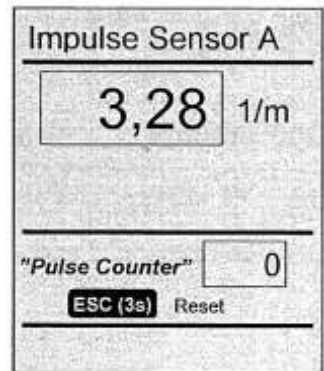 Impulse Sensor A
3,28 1/m
"Pulse Counter" 0
ESC (3s) Reset